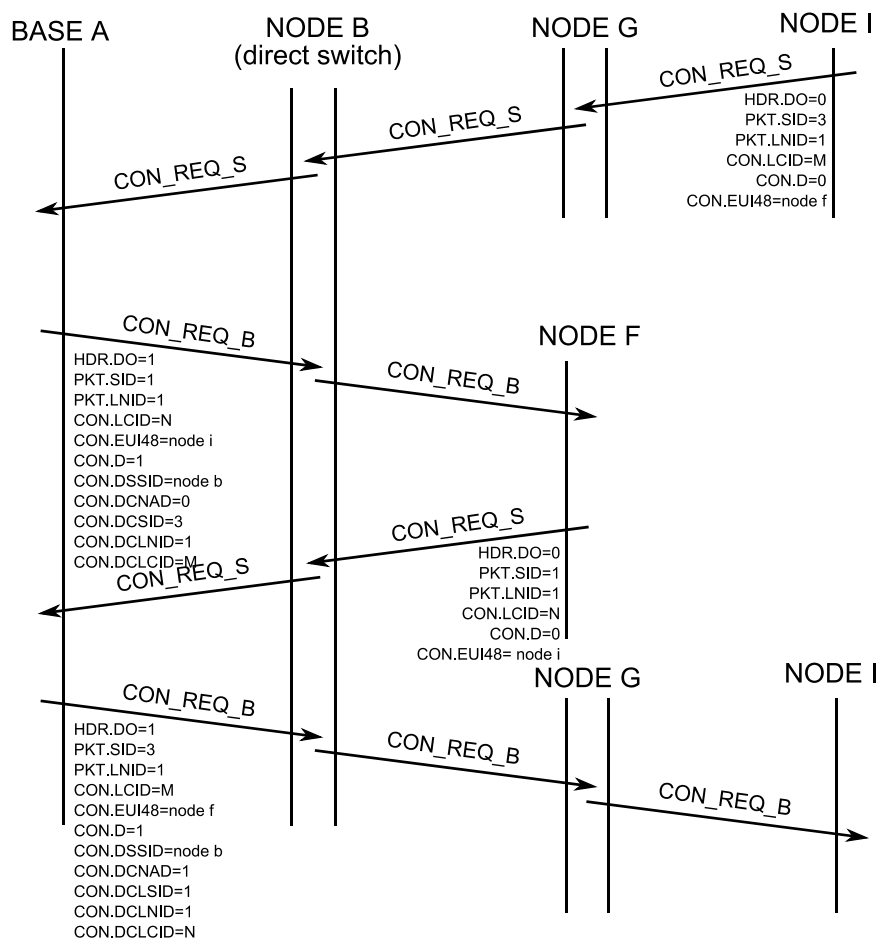 BASE A
NODE B
(direct switch)
NODE G
NODE I
CON_REQ_S
HDR.DO=0
PKT.SID=3
PKT.LNID=1
CON.LCID=M
CON.D=0
CON.EUI48=node f
CON_REQ_S
CON_REQ_S
CON_REQ_B
HDR.DO=1
PKT.SID=1
PKT.LNID=1
CON.LCID=N
CON.EUI48=node i
CON.D=1
CON.DSSID=node b
CON.DCNAD=0
CON.DCSID=3
CON.DCLNID=1
CON.DCLCID=M
NODE F
CON_REQ_B
CON_REQ_S
HDR.DO=0
PKT.SID=1
PKT.LNID=1
CON.LCID=N
CON.D=0
CON.EUI48= node i
CON_REQ_S
NODE G
NODE I
CON_REQ_B
HDR.DO=1
PKT.SID=3
PKT.LNID=1
CON.LCID=M
CON.EUI48=node f
CON.D=1
CON.DSSID=node b
CON.DCNAD=1
CON.DCLSID=1
CON.DCLNID=1
CON.DCLCID=N
CON_REQ_B
CON_REQ_B